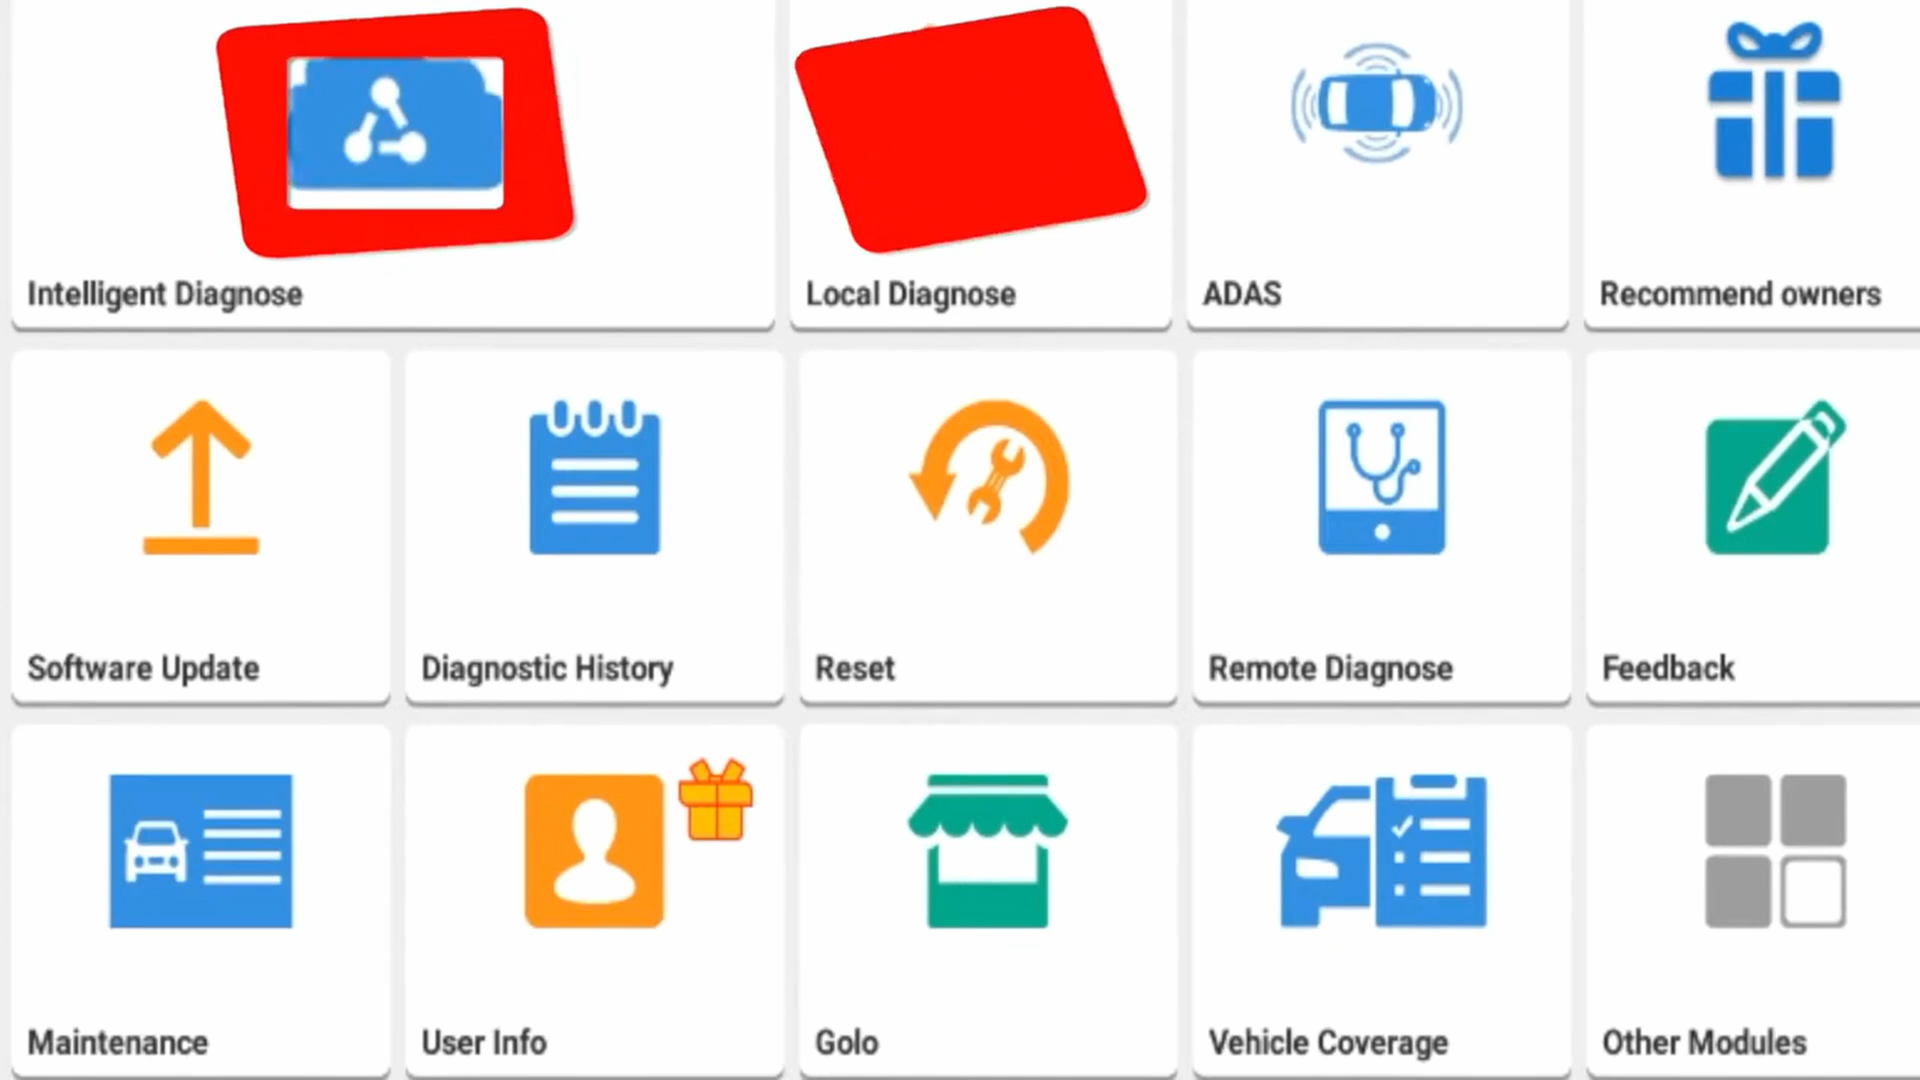 Intelligent Diagnose
Local Diagnose
ADAS
Recommend owners
Software Update
Diagnostic History
Reset
Remote Diagnose
Feedback
Maintenance
User Info
Golo
Vehicle Coverage
Other Modules